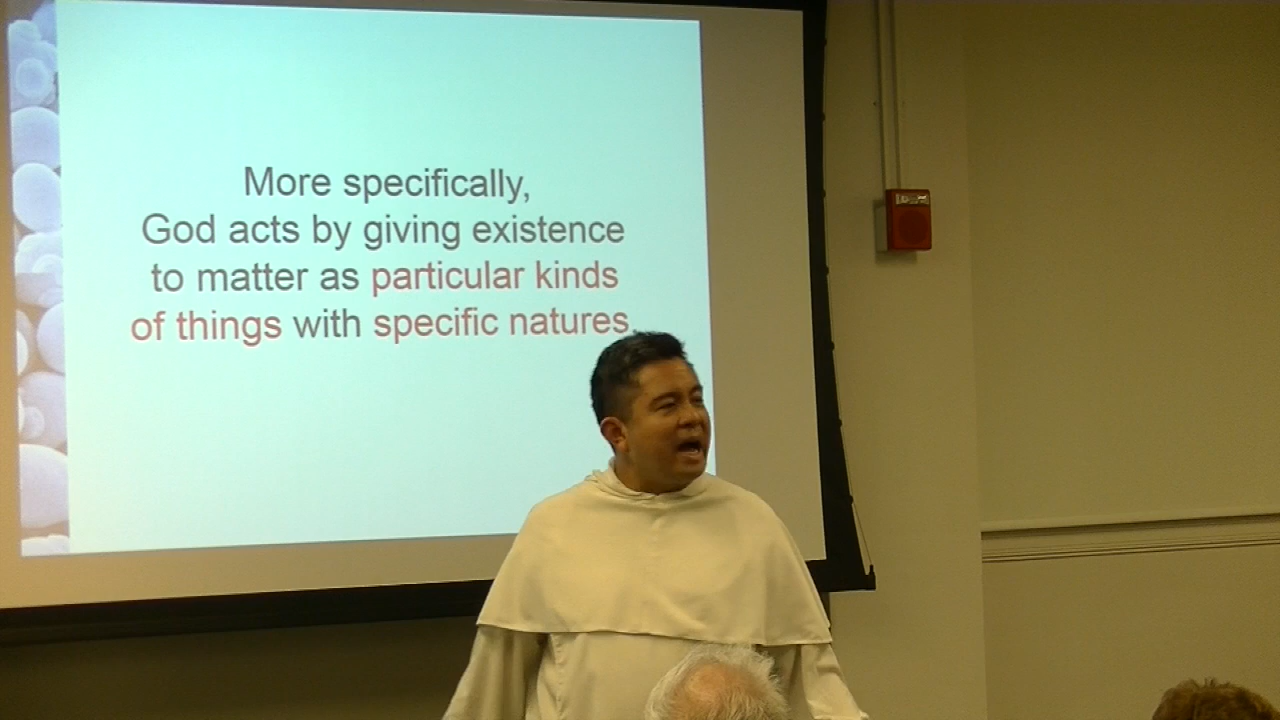 More specifically,
God acts by giving existence
to matter as particular kinds
of things with specific natures.